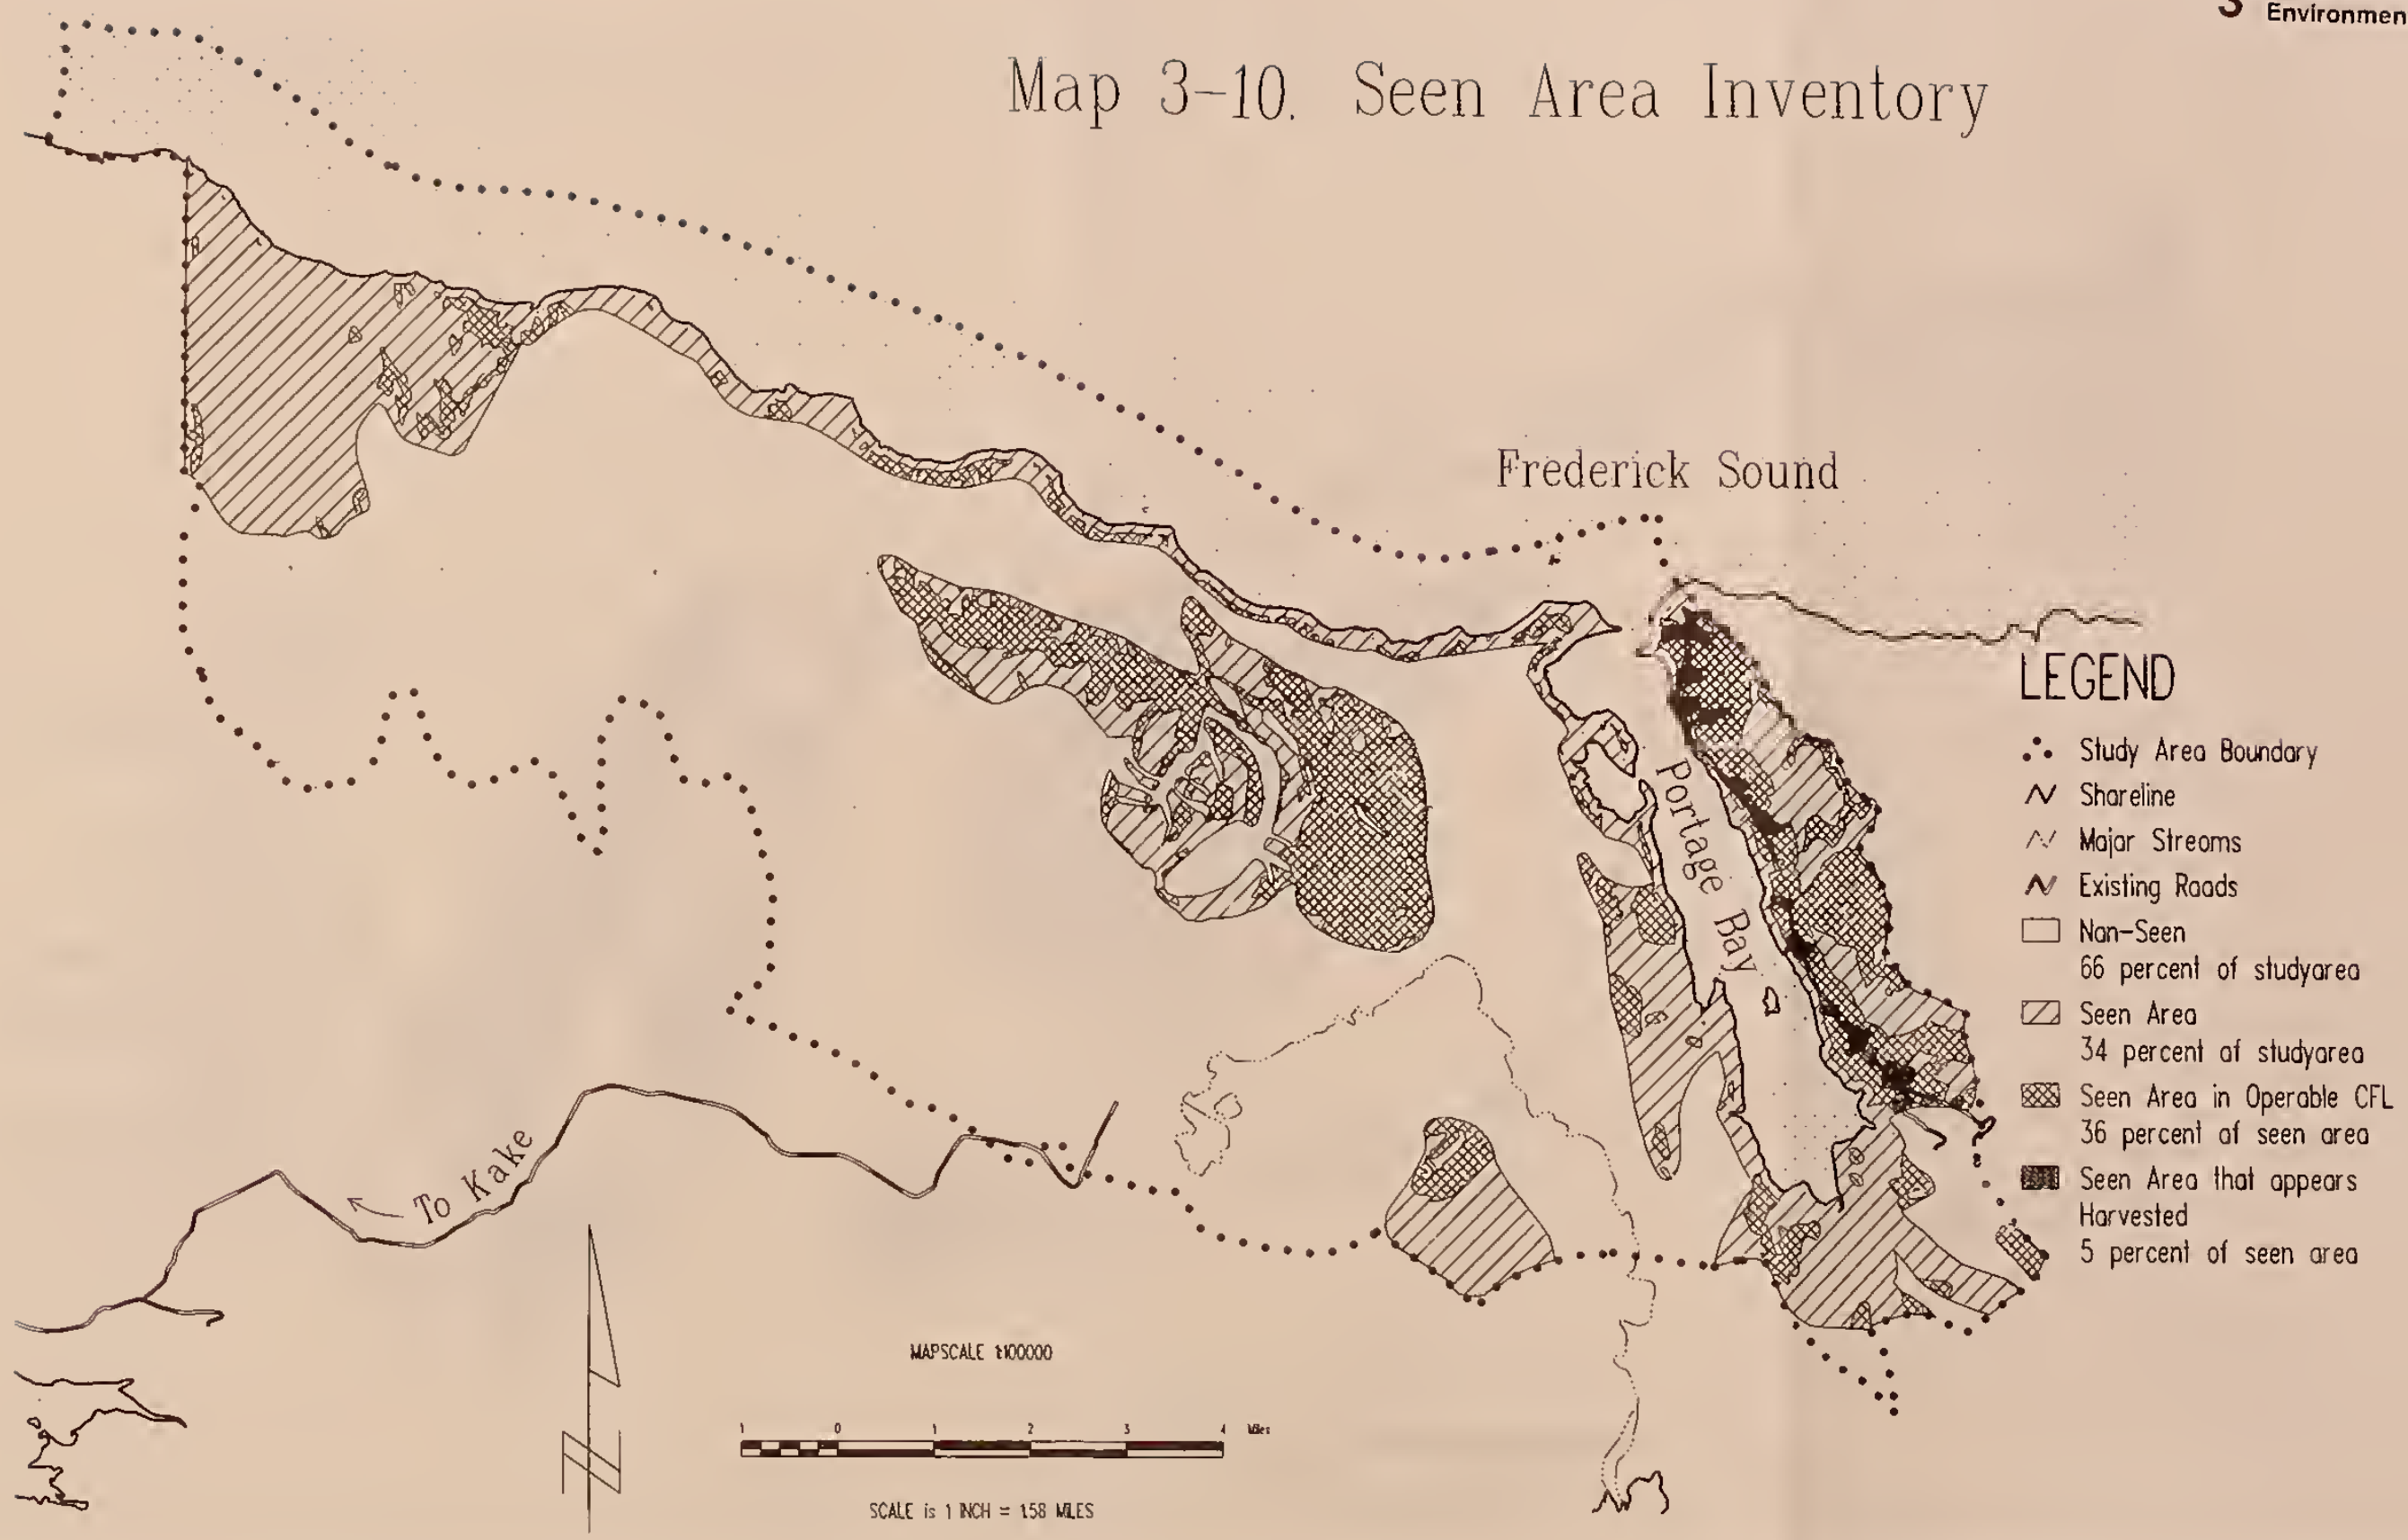 3 Environmen
Map 3-10. Seen Area Inventory
Frederick Sound
Portage Bay
LEGEND
Study Area Boundary
Shoreline
Major Streams
Existing Roads
Non-Seen
66 percent of studyarea
Seen Area
34 percent of studyarea
Seen Area in Operable CFL
36 percent of seen area
Seen Area that appears
Harvested
5 percent of seen area
To Kake
MAPSCALE 1:100000
1 0 1 2 3 4 Miles
SCALE is 1 INCH = 1.58 MILES